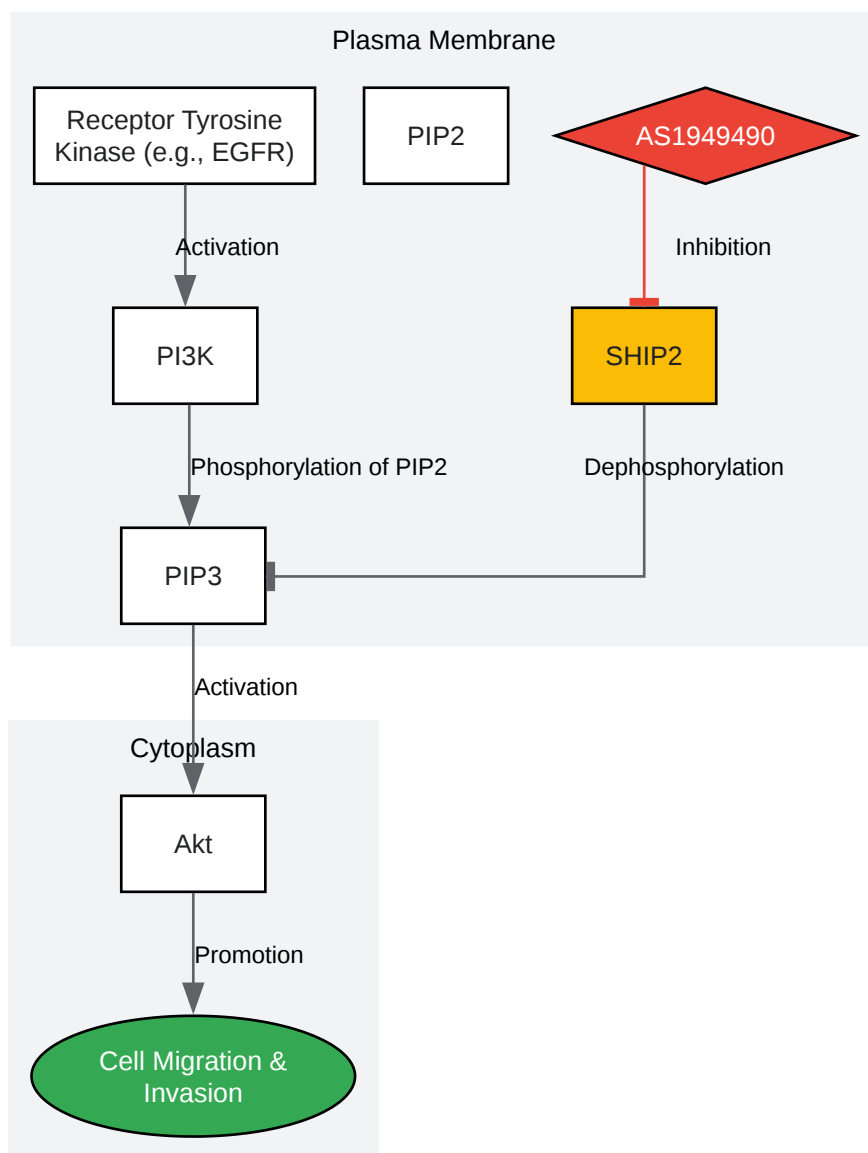 Plasma Membrane
Receptor Tyrosine
Kinase (e.g., EGFR)
PIP2
AS1949490
Activation
Inhibition
PI3K
SHIP2
Phosphorylation of PIP2
Dephosphorylation
PIP3
Activation
Cytoplasm
Akt
Promotion
Cell Migration &
Invasion